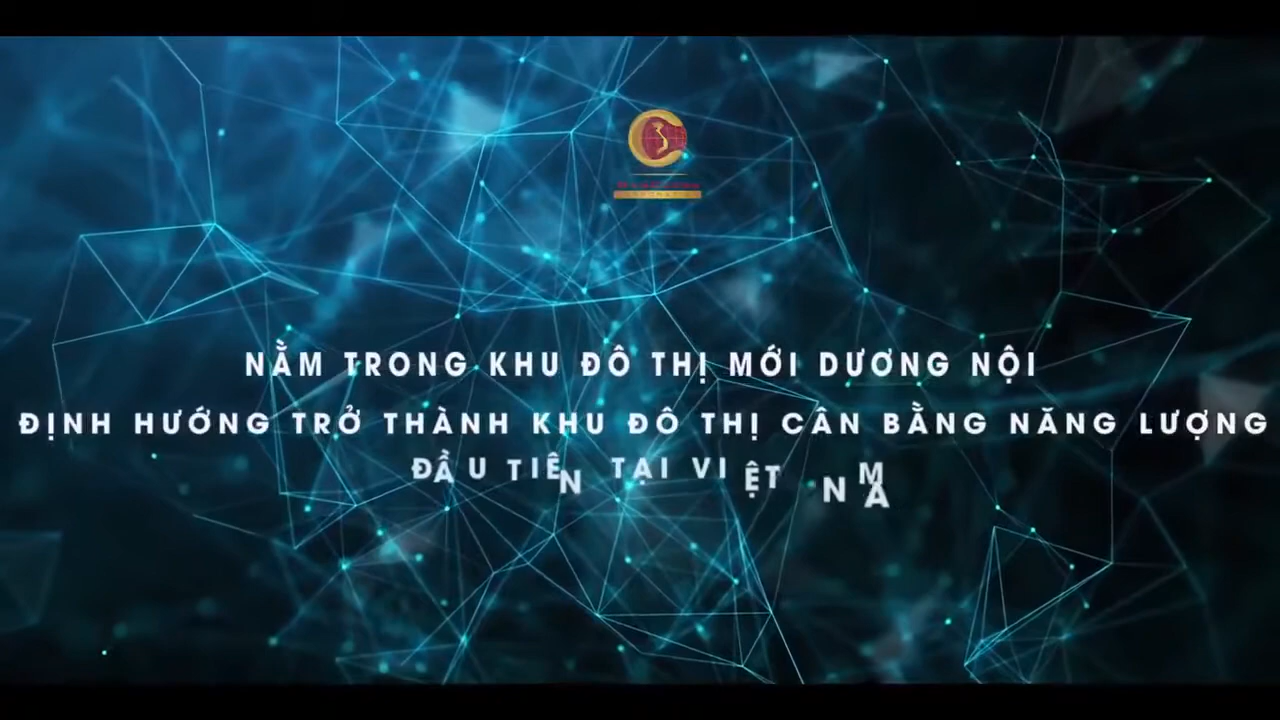 NẰM TRONG KHU ĐÔ THỊ MỚI DƯƠNG NỘI
ĐỊNH HƯỚNG TRỞ THÀNH KHU ĐÔ THỊ CÂN BẰNG NĂNG LƯỢNG
ĐẦU TIÊN TẠI VIỆT NAM